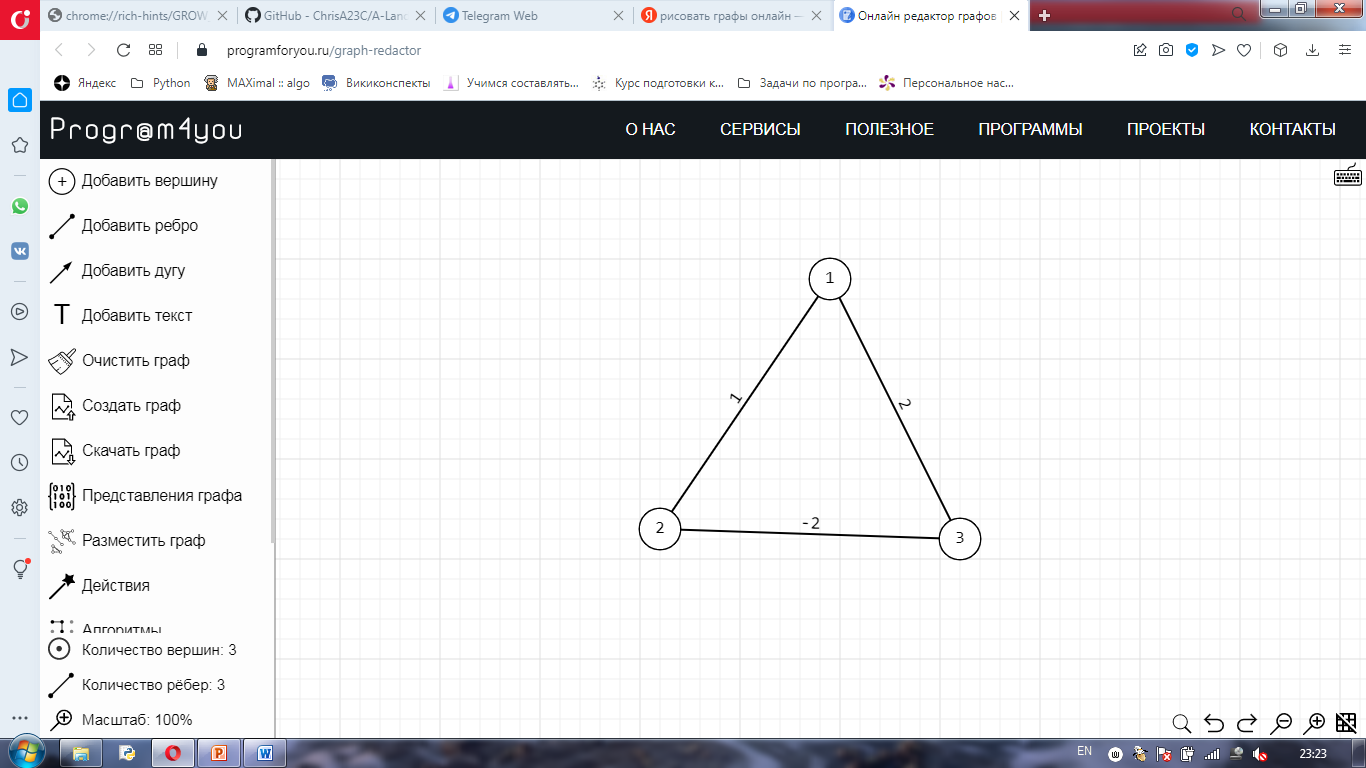 chrome://rich-hints/GROW
GitHub - ChrisA23C/A-Lan
Telegram Web
рисовать графы онлайн —
Онлайн редактор графов
programforyou.ru/graph-redactor
Яндекс
Python
MAXimal :: algo
Викиконспекты
Учимся составлять...
Курс подготовки к...
Задачи по програ...
Персональное нас...
Progr@m4you
О НАС
СЕРВИСЫ
ПОЛЕЗНОЕ
ПРОГРАММЫ
ПРОЕКТЫ
КОНТАКТЫ
Добавить вершину
Добавить ребро
Добавить дугу
T Добавить текст
Очистить граф
Создать граф
Скачать граф
010
101
100
Представления графа
Разместить граф
Действия
Алгоритмы
Количество вершин: 3
Количество рёбер: 3
Масштаб: 100%
1
1
2
2
-2
3
EN
23:23